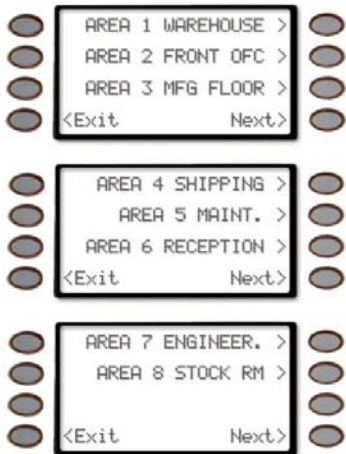 AREA 1 WAREHOUSE >
AREA 2 FRONT OFC >
AREA 3 MFG FLOOR >
<Exit Next>
AREA 4 SHIPPING >
AREA 5 MAINT. >
AREA 6 RECEPTION >
<Exit Next>
AREA 7 ENGINEER. >
AREA 8 STOCK RM >
<Exit Next>